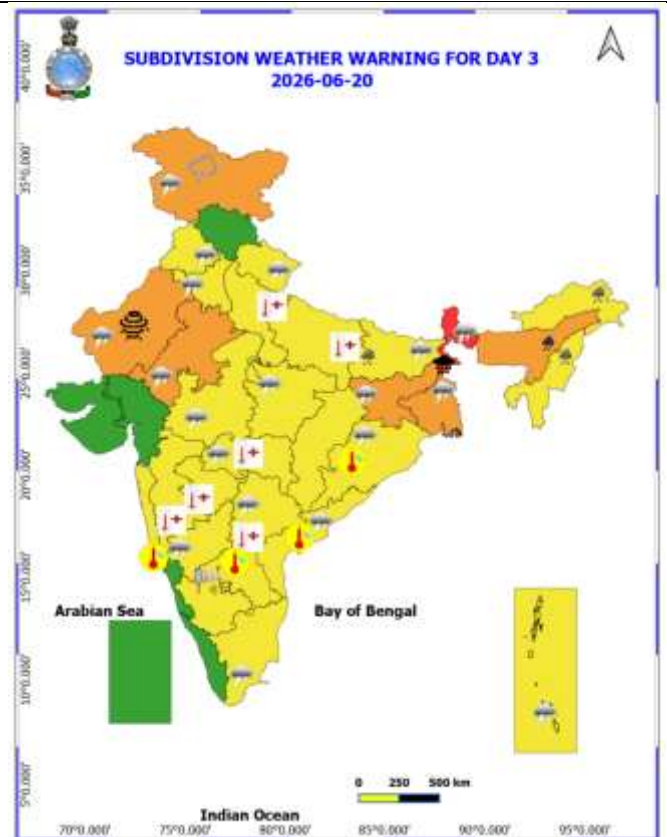 SUBDIVISION WEATHER WARNING FOR DAY 3
2026-06-20
40°0.000'
35°0.000'
30°0.000'
25°0.000'
20°0.000'
15°0.000'
10°0.000'
5°0.000'
Arabian Sea
Bay of Bengal
0 250 500 km
Indian Ocean
70°0.000' 75°0.000' 80°0.000' 85°0.000' 90°0.000' 95°0.000'